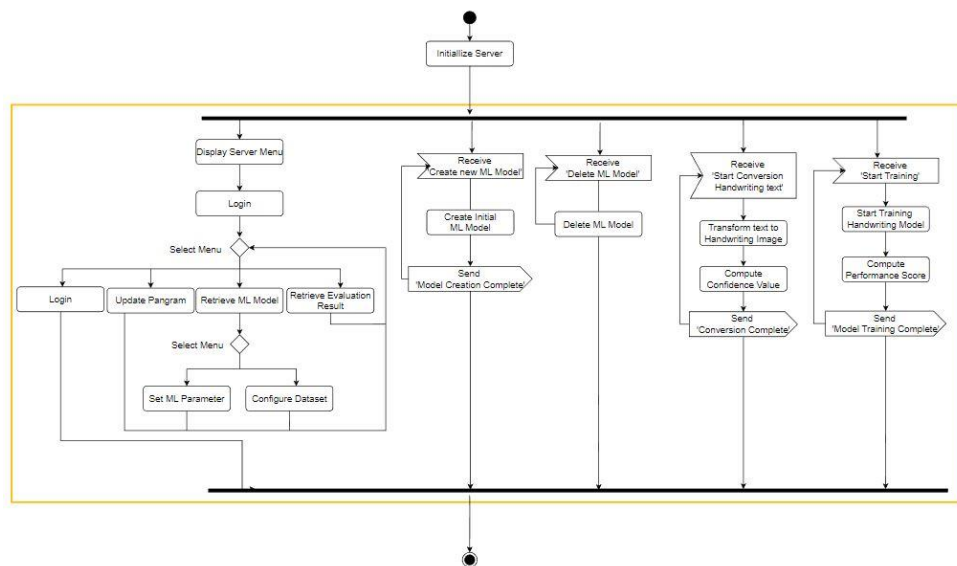 Initiallize Server
Display Server Menu
Login
Select Menu
Login
Update Pangram
Retrieve ML Model
Retrieve Evaluation
Result
Select Menu
Set ML Parameter
Configure Dataset
Receive
'Create new ML Model'
Create Initial
ML Model
Send
'Model Creation Complete'
Receive
'Delete ML Model'
Delete ML Model
Receive
'Start Conversion
Handwriting text'
Transform text to
Handwriting Image
Compute
Confidence Value
Send
'Conversion Complete'
Receive
'Start Training'
Start Training
Handwriting Model
Compute
Performance Score
Send
'Model Training Complete'